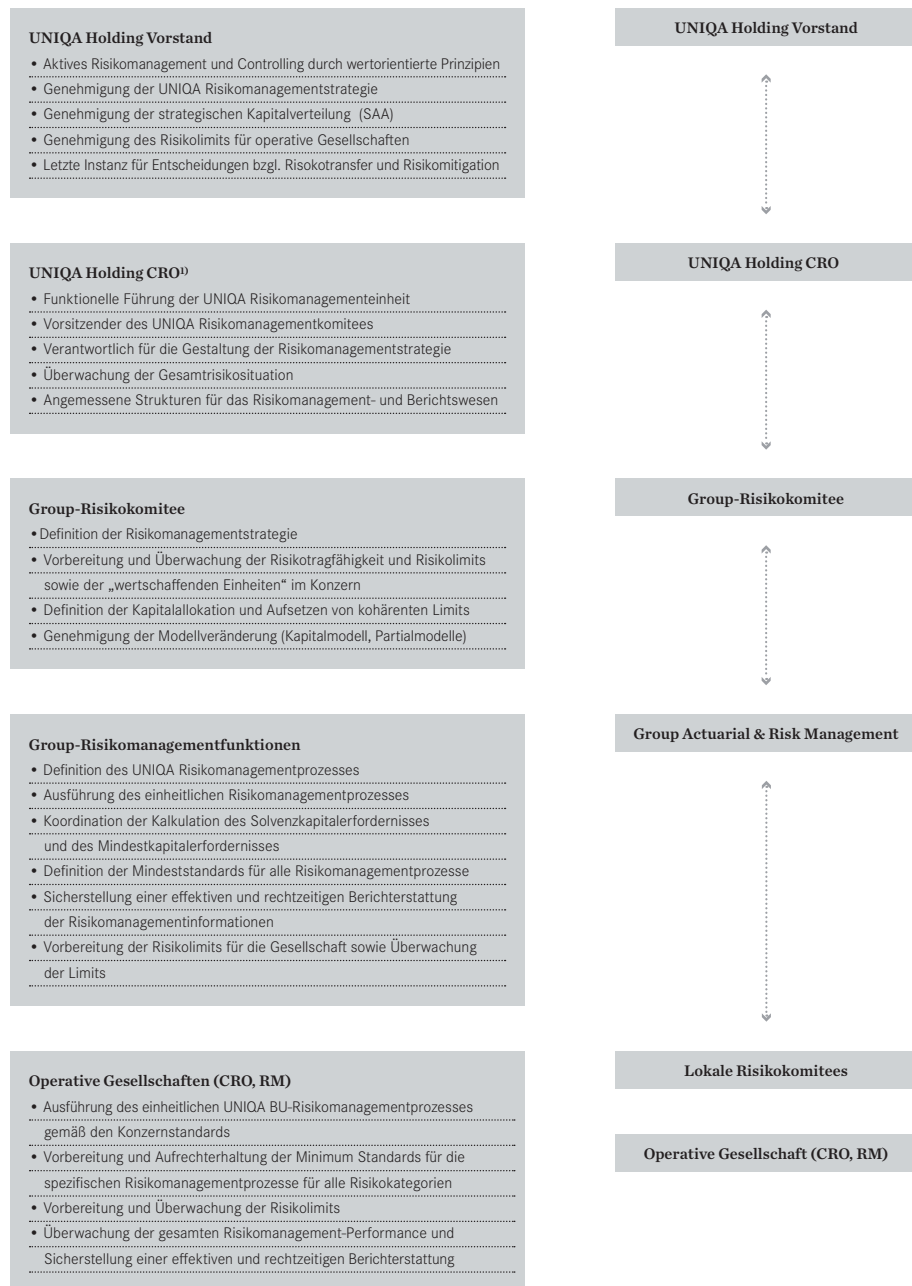 UNIQA Holding Vorstand
• Aktives Risikomanagement und Controlling durch wertorientierte Prinzipien
• Genehmigung der UNIQA Risikomanagementstrategie
• Genehmigung der strategischen Kapitalverteilung (SAA)
• Genehmigung des Risikolimits für operative Gesellschaften
• Letzte Instanz für Entscheidungen bzgl. Risokotransfer und Risikomitigation
UNIQA Holding Vorstand
UNIQA Holding CRO¹⁾
• Funktionelle Führung der UNIQA Risikomanagementeinheit
• Vorsitzender des UNIQA Risikomanagementkomitees
• Verantwortlich für die Gestaltung der Risikomanagementstrategie
• Überwachung der Gesamtrisikosituation
• Angemessene Strukturen für das Risikomanagement- und Berichtswesen
UNIQA Holding CRO
Group-Risikokomitee
• Definition der Risikomanagementstrategie
• Vorbereitung und Überwachung der Risikotragfähigkeit und Risikolimits
sowie der „wertschaffenden Einheiten“ im Konzern
• Definition der Kapitalallokation und Aufsetzen von kohärenten Limits
• Genehmigung der Modellveränderung (Kapitalmodell, Partialmodelle)
Group-Risikokomitee
Group-Risikomanagementfunktionen
• Definition des UNIQA Risikomanagementprozesses
• Ausführung des einheitlichen Risikomanagementprozesses
• Koordination der Kalkulation des Solvenzkapitalerfordernisses
und des Mindestkapitalerfordernisses
• Definition der Mindeststandards für alle Risikomanagementprozesse
• Sicherstellung einer effektiven und rechtzeitigen Berichterstattung
der Risikomanagementinformationen
• Vorbereitung der Risikolimits für die Gesellschaft sowie Überwachung
der Limits
Group Actuarial & Risk Management
Operative Gesellschaften (CRO, RM)
• Ausführung des einheitlichen UNIQA BU-Risikomanagementprozesses
gemäß den Konzernstandards
• Vorbereitung und Aufrechterhaltung der Minimum Standards für die
spezifischen Risikomanagementprozesse für alle Risikokategorien
• Vorbereitung und Überwachung der Risikolimits
• Überwachung der gesamten Risikomanagement-Performance und
Sicherstellung einer effektiven und rechtzeitigen Berichterstattung
Lokale Risikokomitees
Operative Gesellschaft (CRO, RM)